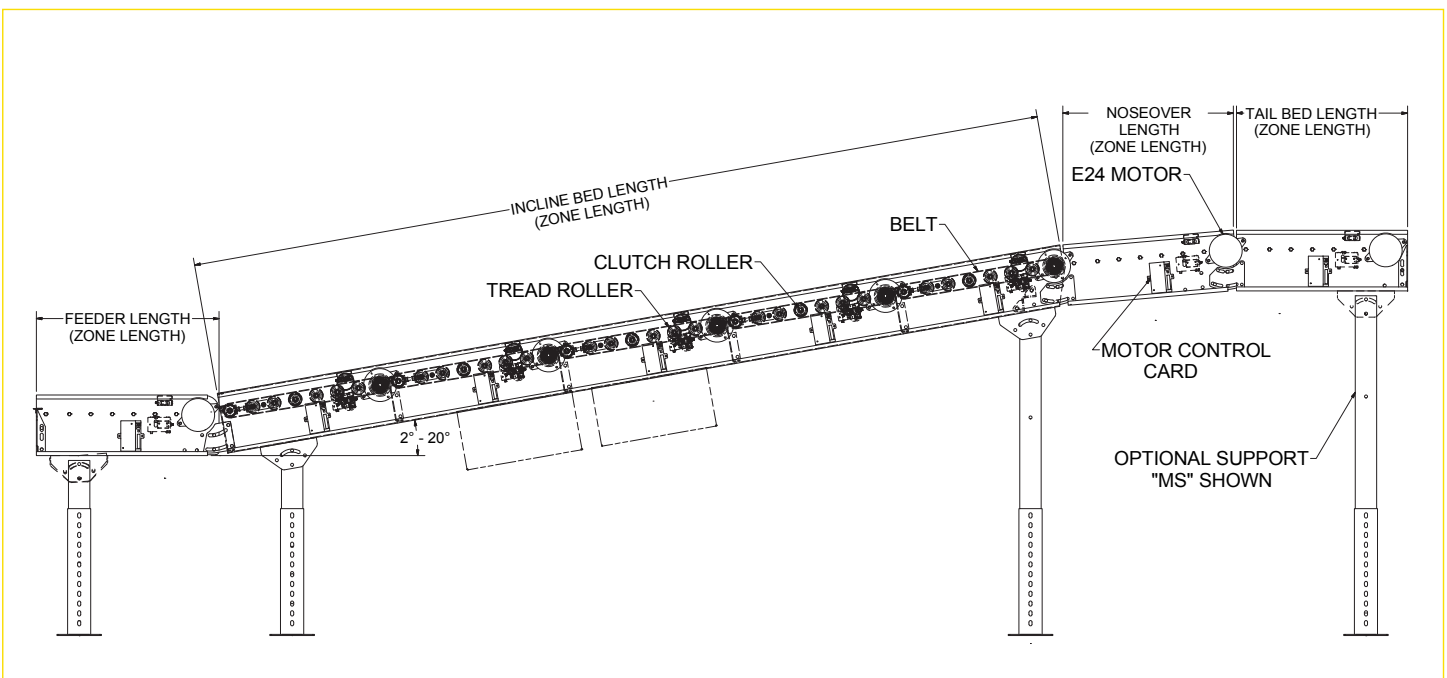 NOSEOVER
LENGTH
(ZONE LENGTH)
TAIL BED LENGTH
(ZONE LENGTH)
E24 MOTOR
INCLINE BED LENGTH
(ZONE LENGTH)
BELT
CLUTCH ROLLER
TREAD ROLLER
FEEDER LENGTH
(ZONE LENGTH)
MOTOR CONTROL
CARD
2° - 20°
OPTIONAL SUPPORT
"MS" SHOWN